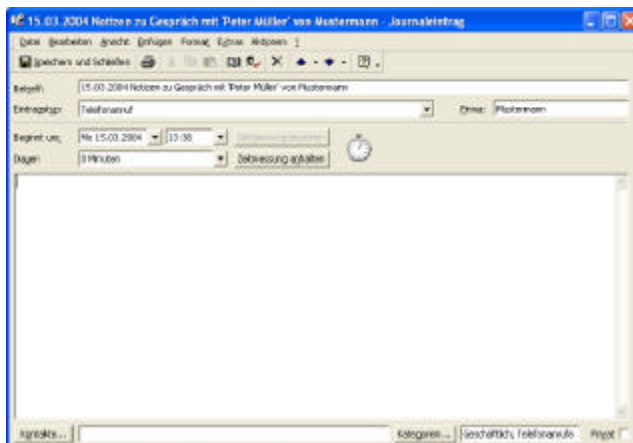 15.03.2004 Notizen zu Gespräch mit 'Peter Müller' von Mustermann - Journaleintrag
Datei Bearbeiten Ansicht Einfügen Format Extras Aktionen ?
Speichern und Schließen
Betreff: 15.03.2004 Notizen zu Gespräch mit 'Peter Müller' von Mustermann
Eintragstyp: Telefonanruf Firma: Mustermann
Beginnt um: Mo 15.03.2004 13:38
Dauer: 0 Minuten Zeitmessung anhalten
Kontakte... Kategorien... Geschäftlich; Telefonanrufe Privat